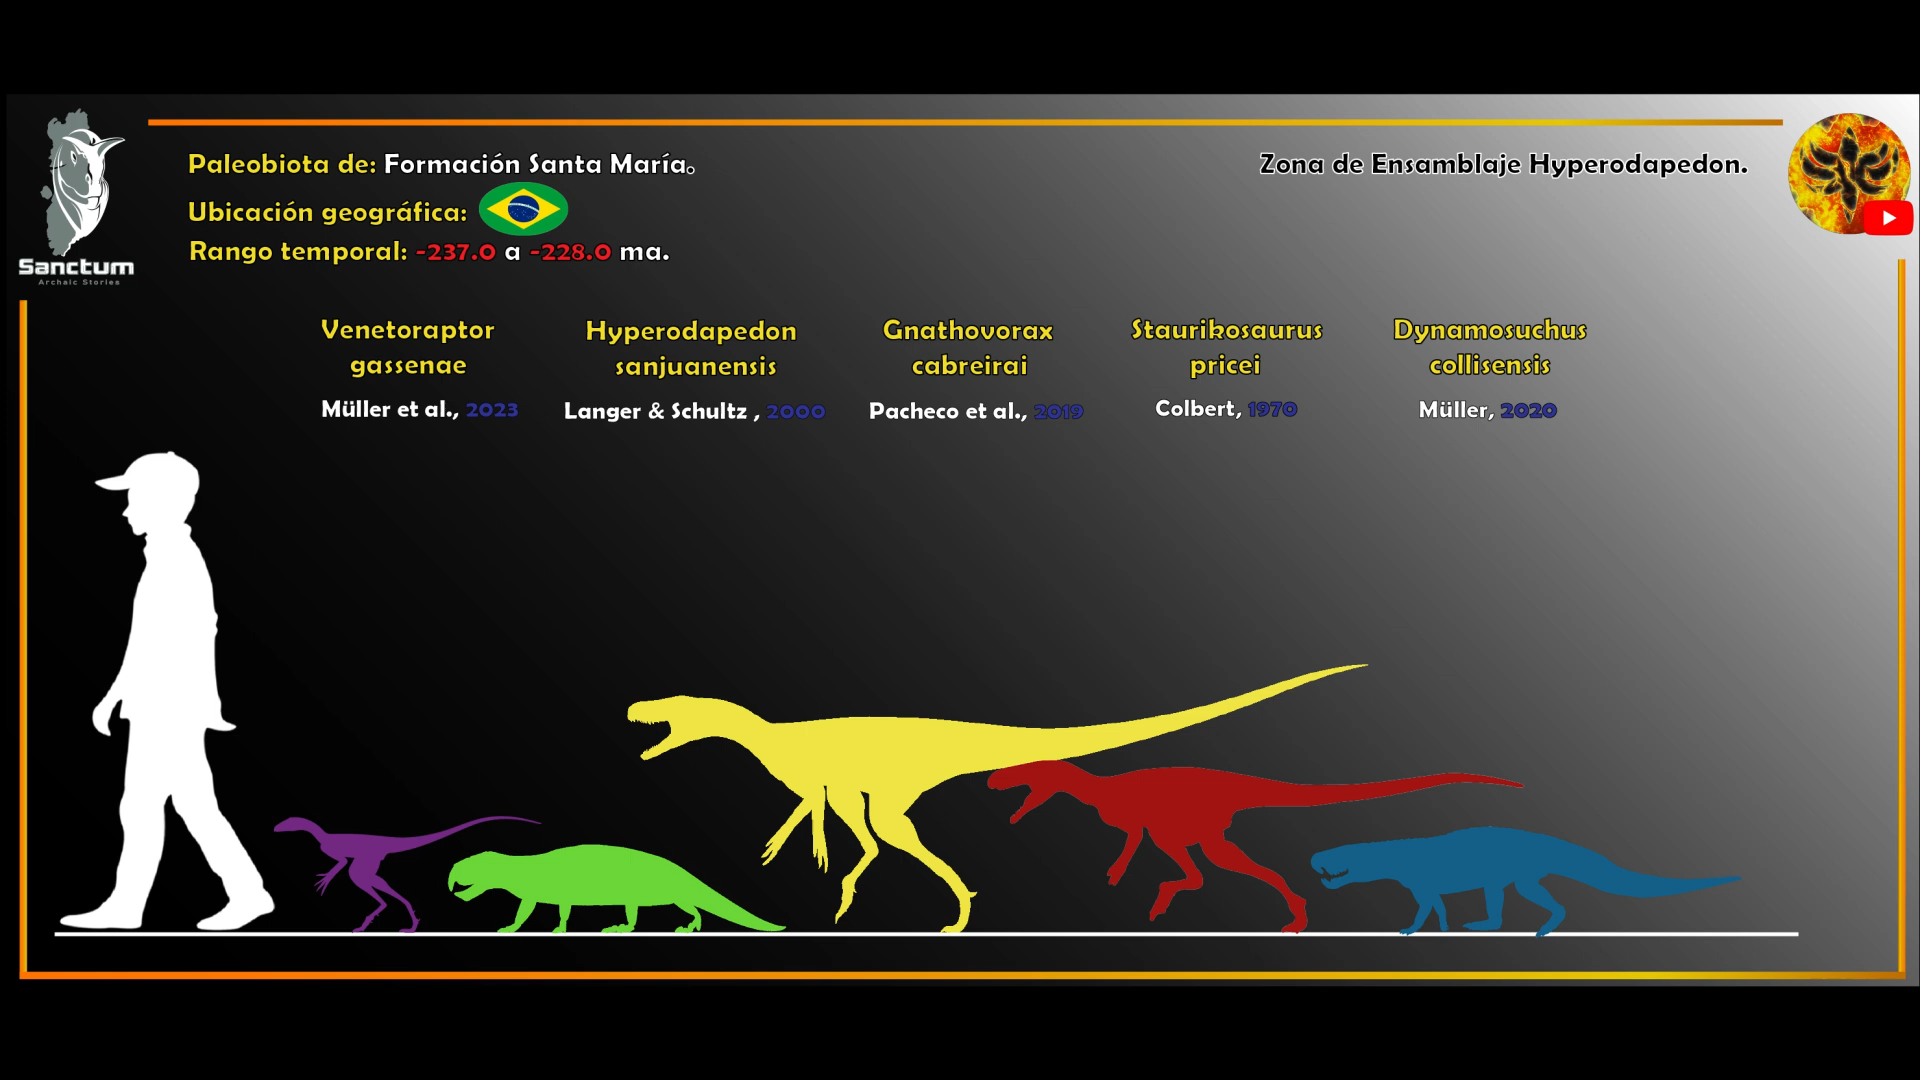 Paleobiota de: Formación Santa María.
Zona de Ensamblaje Hyperodapedon.
Ubicación geográfica:
Rango temporal: -237.0 a -228.0 ma.
Sanctum
Archaic Stories
Venetoraptor
gassenae
Müller et al., 2023
Hyperodapedon
sanjuanensis
Langer & Schultz , 2000
Gnathovorax
cabreirai
Pacheco et al., 2019
Staurikosaurus
pricei
Colbert, 1970
Dynamosuchus
collisensis
Müller, 2020